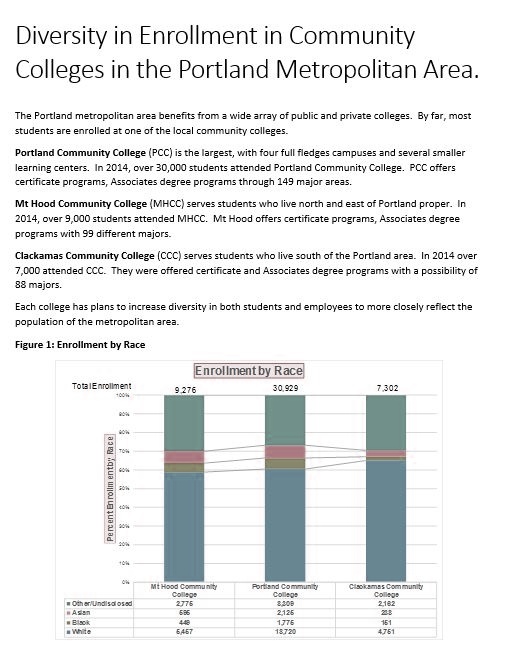 Diversity in Enrollment in Community
Colleges in the Portland Metropolitan Area.
The Portland metropolitan area benefits from a wide array of public and private colleges. By far, most
students are enrolled at one of the local community colleges.
Portland Community College (PCC) is the largest, with four full fledges campuses and several smaller
learning centers. In 2014, over 30,000 students attended Portland Community College. PCC offers
certificate programs, Associates degree programs through 149 major areas.
Mt Hood Community College (MHCC) serves students who live north and east of Portland proper. In
2014, over 9,000 students attended MHCC. Mt Hood offers certificate programs, Associates degree
programs with 99 different majors.
Clackamas Community College (CCC) serves students who live south of the Portland area. In 2014 over
7,000 attended CCC. They were offered certificate and Associates degree programs with a possibility of
88 majors.
Each college has plans to increase diversity in both students and employees to more closely reflect the
population of the metropolitan area.
Figure 1: Enrollment by Race
Enrollment by Race
Total Enrollment 9,276 30,929 7,302
Percent Enrollment by Race
100%
90%
80%
70%
60%
50%
40%
30%
20%
10%
0%
Mt Hood Community College
Portland Community College
Clackamas Community College
Other/Undisclosed 2,775 8,309 2,182
Asian 595 2,125
Black 449 1,775 161
White 5,457 18,720